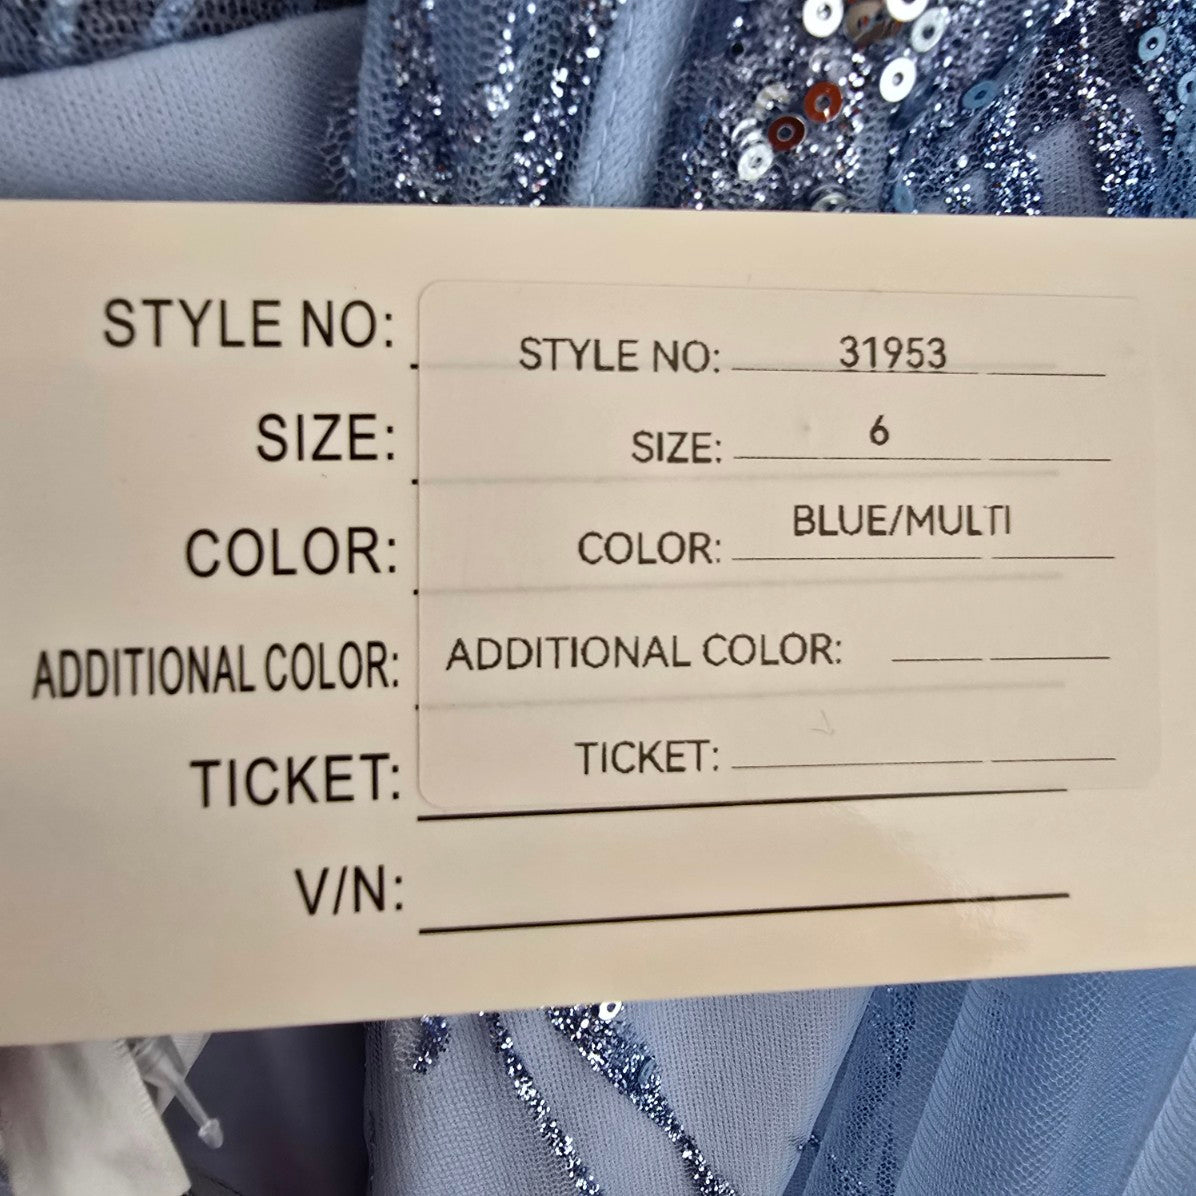 STYLE NO:
SIZE:
COLOR:
ADDITIONAL COLOR:
TICKET:
V/N:
STYLE NO: 31953
SIZE: 6
COLOR: BLUE/MULTI
ADDITIONAL COLOR:
TICKET: